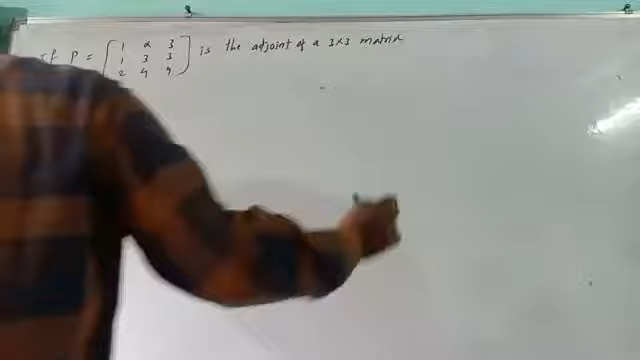 If P = [ 1 α 3 ] is the adjoint of a 3x3 matrix
1 3 3
2 4 4